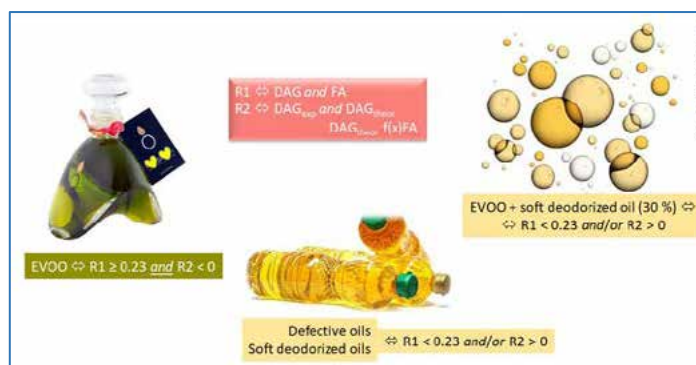 R1 ⇔ DAG and FA
R2 ⇔ DAGexp and DAGtheor
DAGtheor f(x)FA
EVOO + soft deodorized oil (30 %) ⇔
⇔ R1 < 0.23 and/or R2 > 0
EVOO ⇔ R1 ≥ 0.23 and R2 < 0
Defective oils
Soft deodorized oils
⇔ R1 < 0.23 and/or R2 > 0